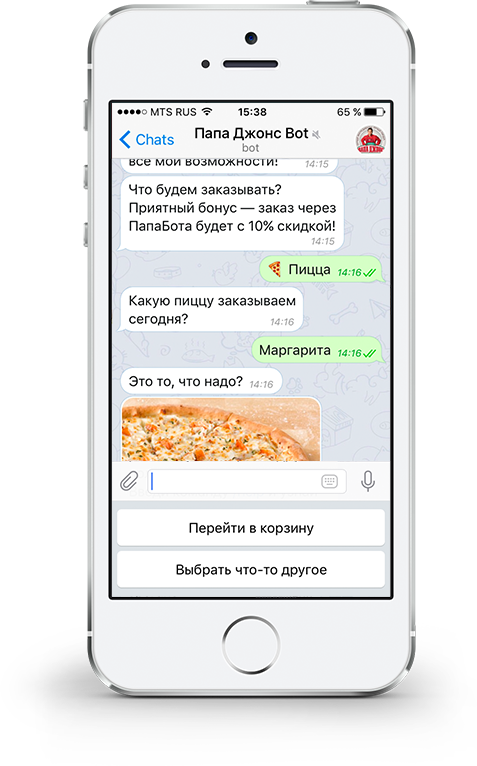 MTS RUS 15:38 65 %
Chats Папа Джонс Bot
bot
все мои возможности! 14:15
Что будем заказывать?
Приятный бонус — заказ через
ПапаБота будет с 10% скидкой!
14:15
Пицца 14:16
Какую пиццу заказываем
сегодня? 14:16
Маргарита 14:16
Это то, что надо? 14:16
Перейти в корзину
Выбрать что-то другое